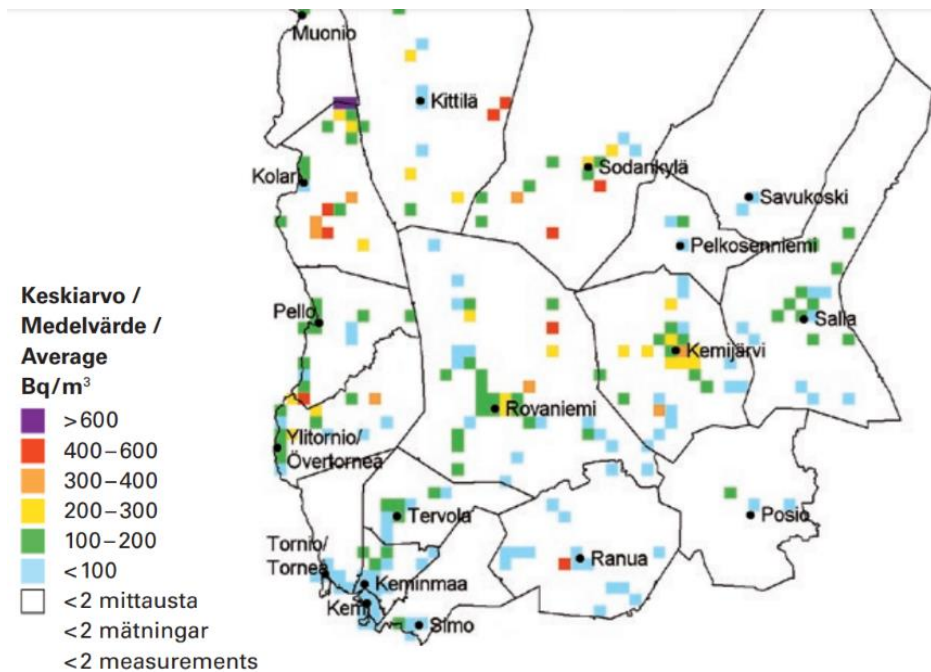 Muonio
Kittilä
Kolari
Sodankylä
Savukoski
Pelkosenniemi
Keskiarvo /
Medelvärde /
Average
Bq/m³
>600
400–600
300–400
200–300
100–200
<100
<2 mittausta
<2 mätningar
<2 measurements
Pello
Salla
Kemijärvi
Rovaniemi
Ylitornio/
Övertorneå
Tervola
Posio
Tornio/
Torneå
Ranua
Keminmaa
Kemi
Simo